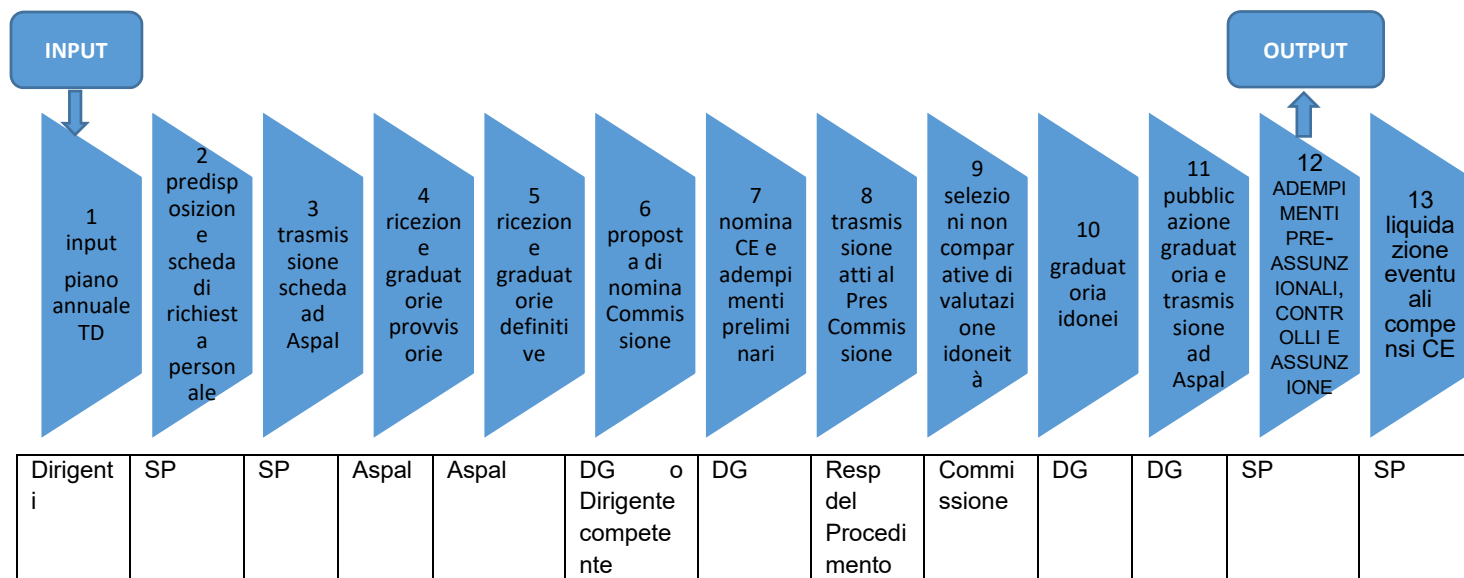 INPUT
OUTPUT
1
input
piano
annuale
TD
2
predisp
osizion
e
scheda
di
richiest
a
person
ale
3
trasmis
sione
scheda
ad
Aspal
4
ricezion
e
graduat
orie
provvis
orie
5
ricezion
e
graduat
orie
definiti
ve
6
propost
a di
nomina
Commis
sione
7
nomina
CE e
adempi
menti
prelimi
nari
8
trasmis
sione
atti al
Pres
Commis
sione
9
selezio
ni non
compar
ative di
valutazi
one
idoneit
à
10
graduat
oria
idonei
11
pubblic
azione
graduat
oria e
trasmis
sione
ad
Aspal
12
ADEMPI
MENTI
PRE-
ASSUNZ
IONALI,
CONTR
OLLI E
ASSUNZ
IONE
13
liquida
zione
eventu
ali
compe
nsi CE
Dirigent
i
SP
SP
Aspal
Aspal
DG o
Dirigente
compete
nte
DG
Resp
del
Procedi
mento
Commi
ssione
DG
DG
SP
SP